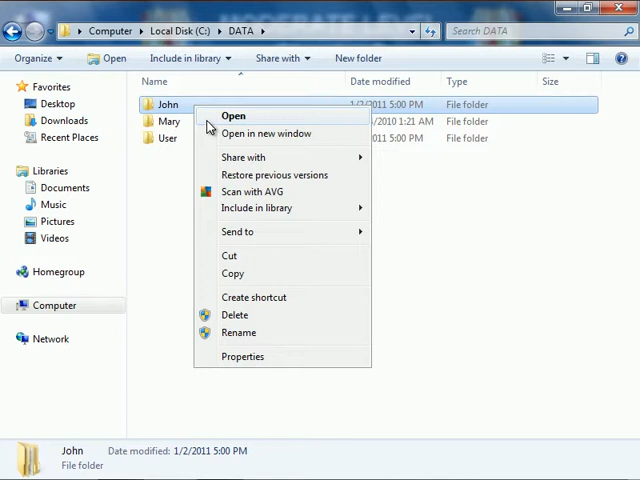 Computer Local Disk (C:) DATA Search DATA
Organize Open Include in library Share with New folder
Name Date modified Type Size
Favorites
Desktop
Downloads
Recent Places
Libraries
Documents
Music
Pictures
Videos
Homegroup
Computer
Network
John 1/2/2011 5:00 PM File folder
Mary /2010 1:21 AM File folder
User 5:00 PM File folder
Open
Open in new window
Share with
Restore previous versions
Scan with AVG
Include in library
Send to
Cut
Copy
Create shortcut
Delete
Rename
Properties
John Date modified: 1/2/2011 5:00 PM
File folder